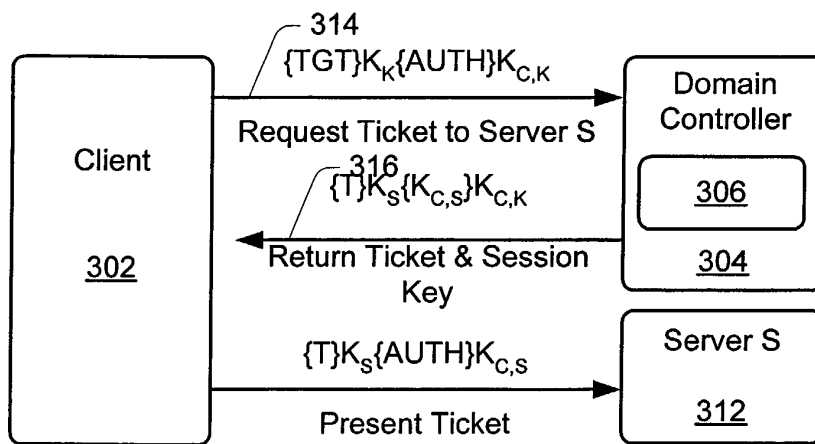 314
{TGT}K_K{AUTH}K_C,K
Request Ticket to Server S
Client
302
Domain
Controller
306
304
316
{T}K_S{K_C,S}K_C,K
Return Ticket & Session
Key
{T}K_S{AUTH}K_C,S
Present Ticket
Server S
312